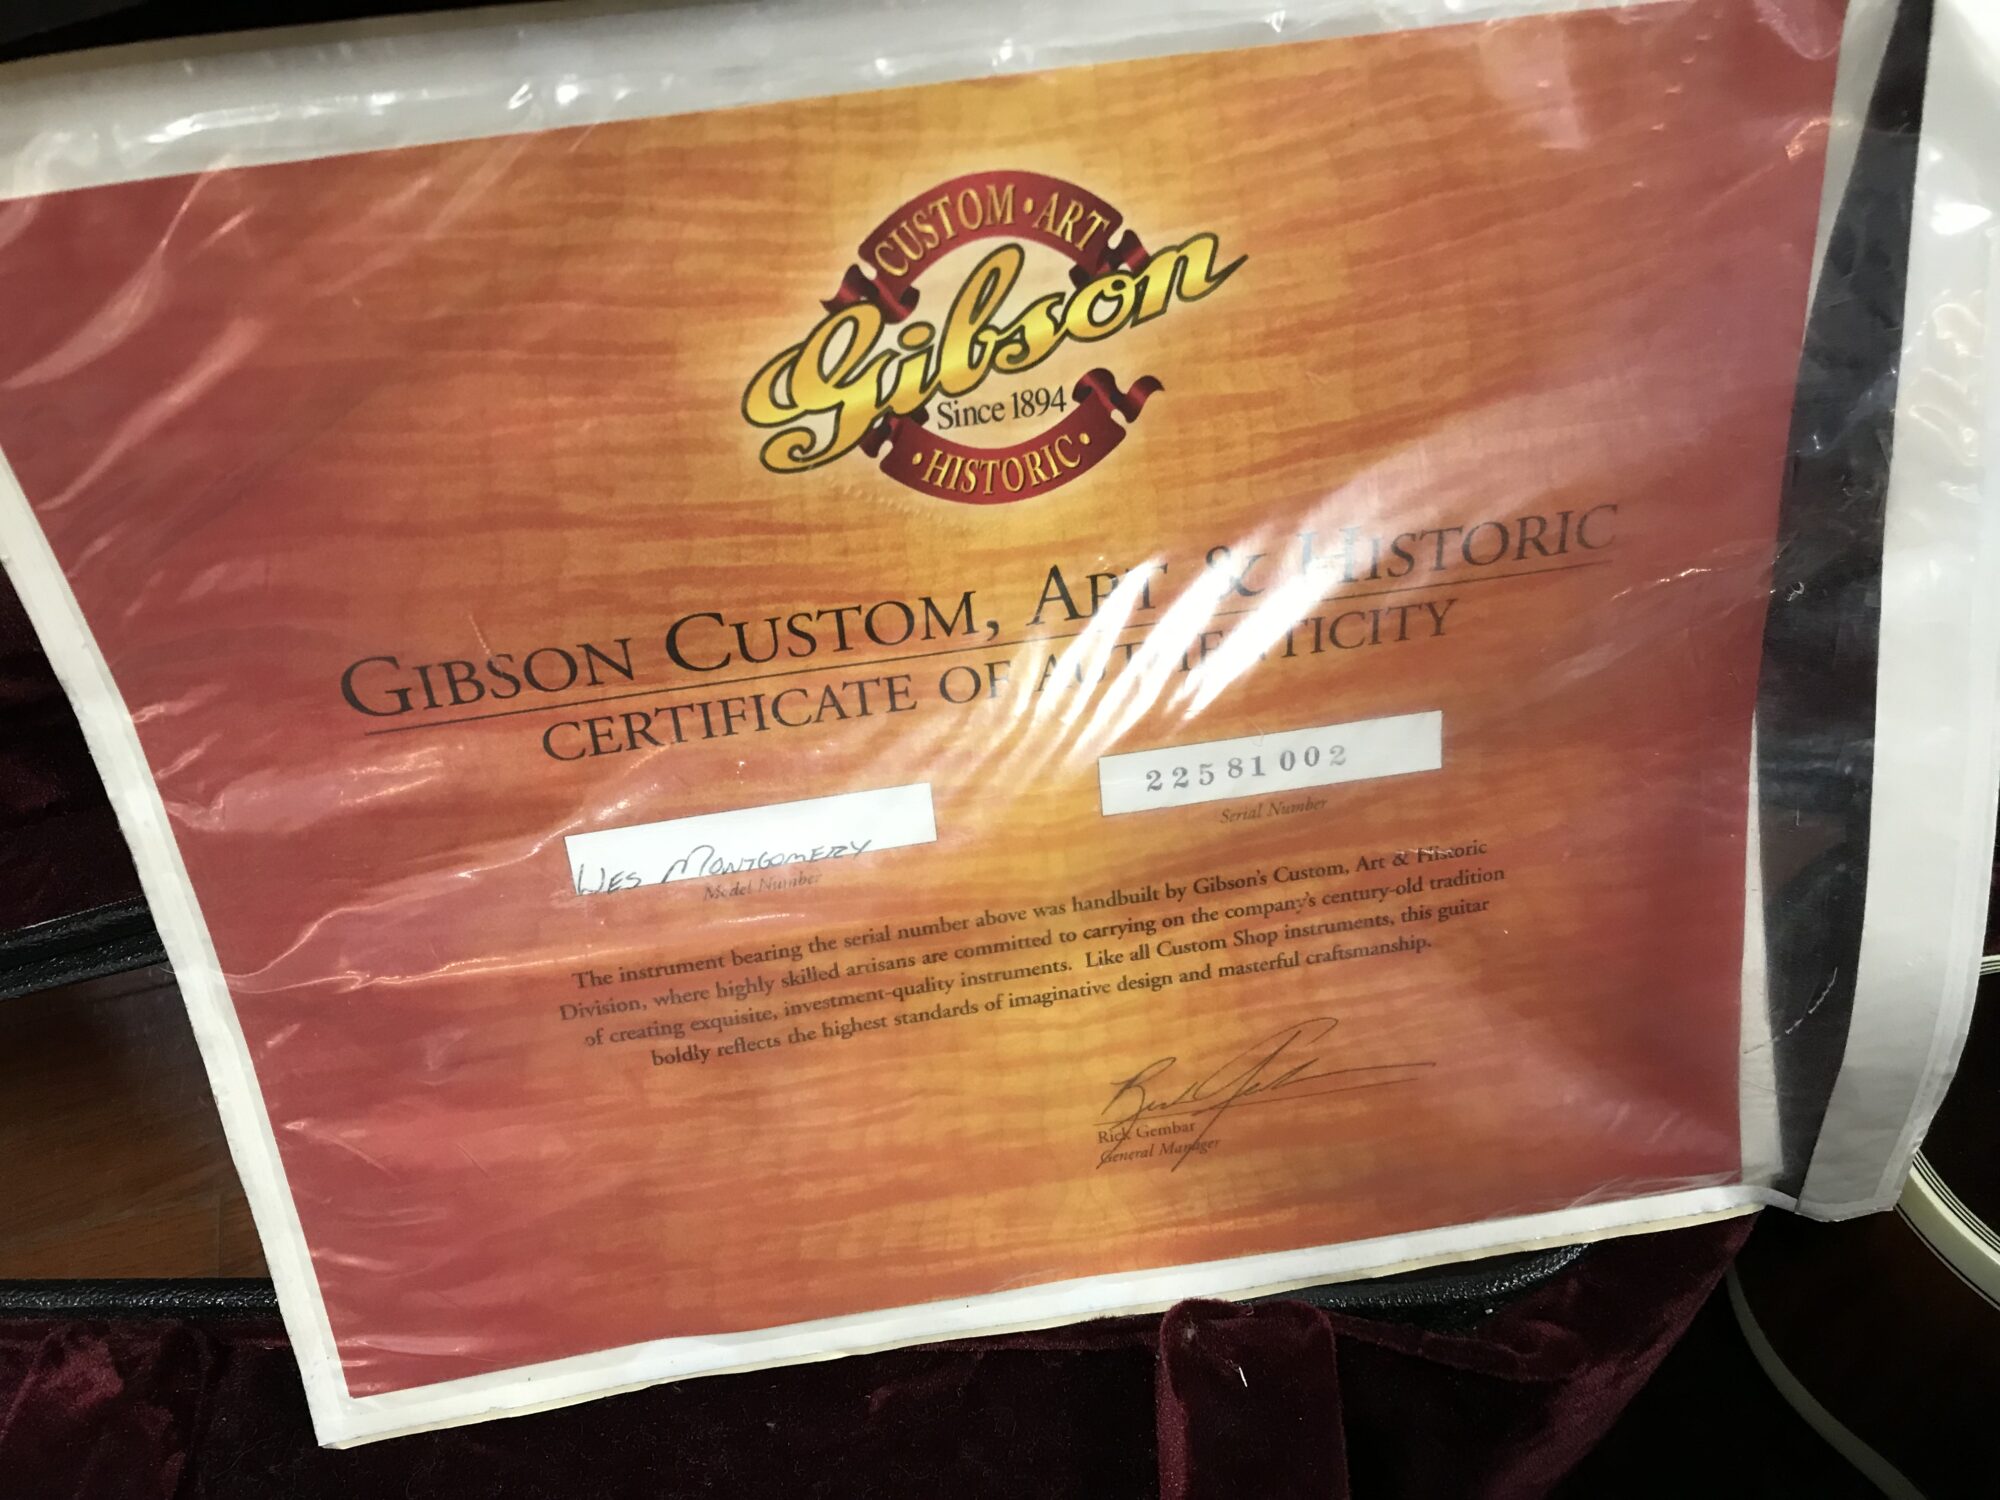 CUSTOM • ART
Gibson
Since 1894
• HISTORIC •
GIBSON CUSTOM, ART & HISTORIC
CERTIFICATE OF AUTHENTICITY
22581002
Serial Number
WES MONTGOMERY
Model Number
The instrument bearing the serial number above was handbuilt by Gibson's Custom, Art & Historic
Division, where highly skilled artisans are committed to carrying on the company's century-old tradition
of creating exquisite, investment-quality instruments. Like all Custom Shop instruments, this guitar
boldly reflects the highest standards of imaginative design and masterful craftsmanship.
Rick Gembar
General Manager